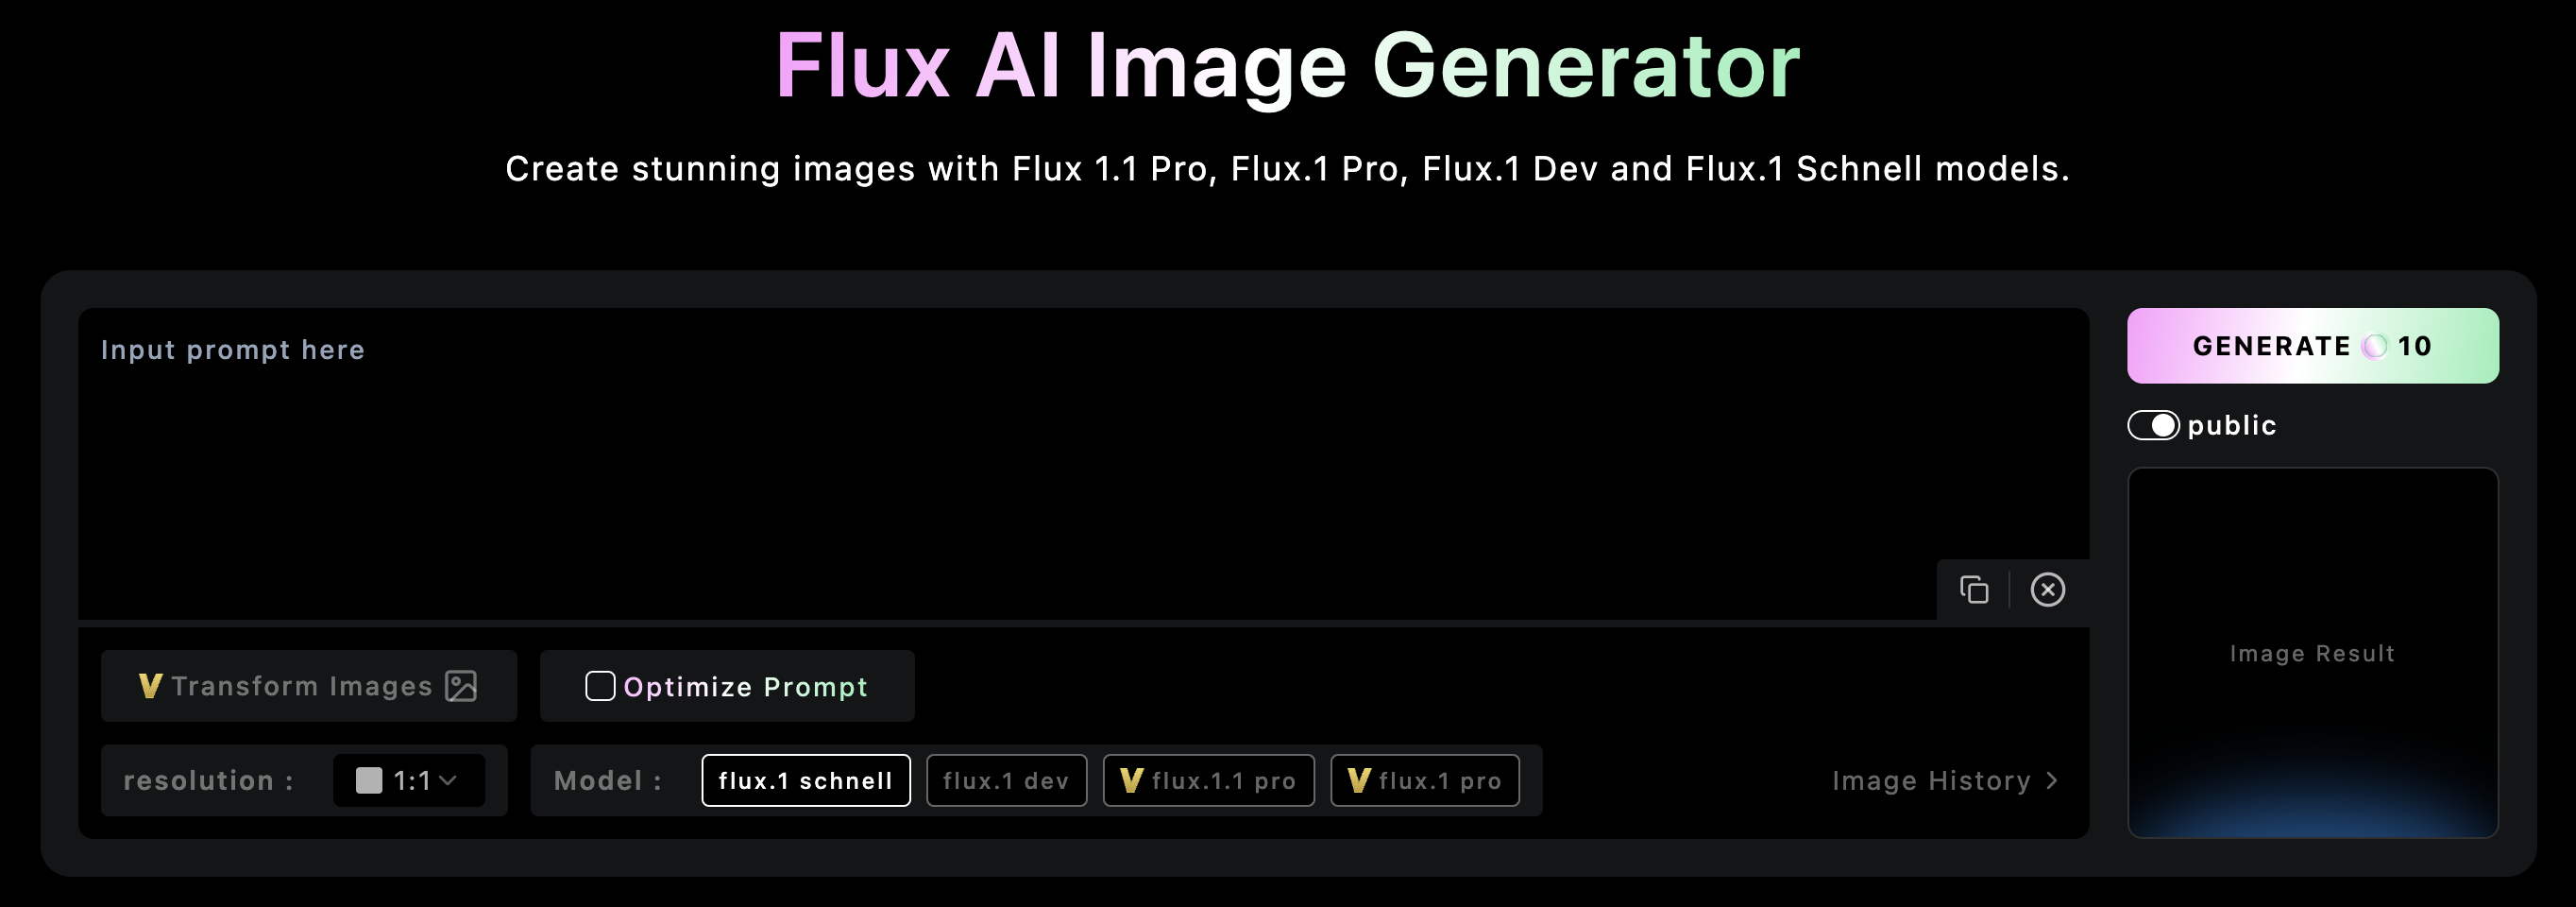 Flux AI Image Generator
Create stunning images with Flux 1.1 Pro, Flux.1 Pro, Flux.1 Dev and Flux.1 Schnell models.
Input prompt here
GENERATE 10
public
Image Result
V Transform Images
Optimize Prompt
resolution : 1:1
Model : flux.1 schnell flux.1 dev V flux.1.1 pro V flux.1 pro
Image History